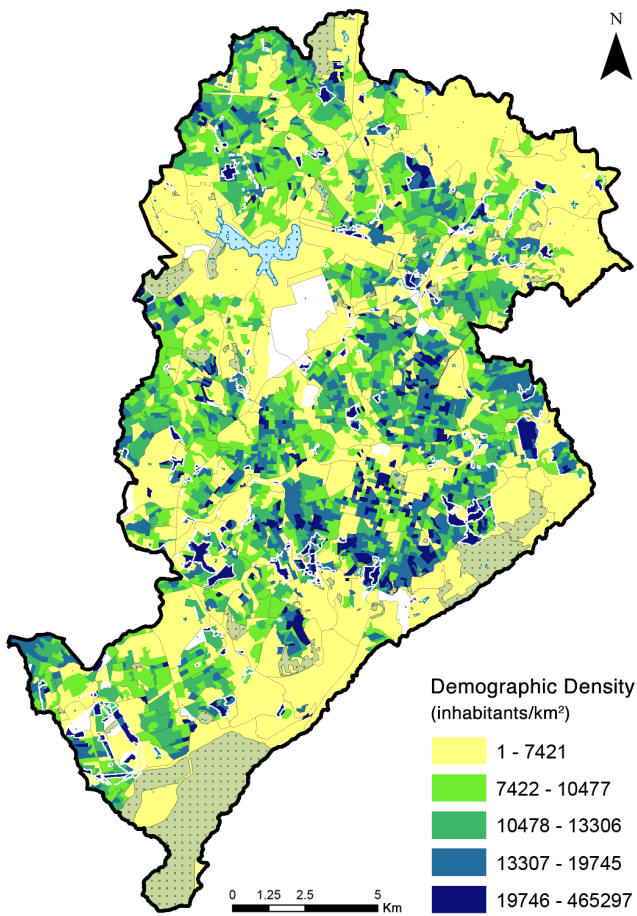 N
Demographic Density
(inhabitants/km²)
1 - 7421
7422 - 10477
10478 - 13306
13307 - 19745
19746 - 465297
0 1.25 2.5 5
Km